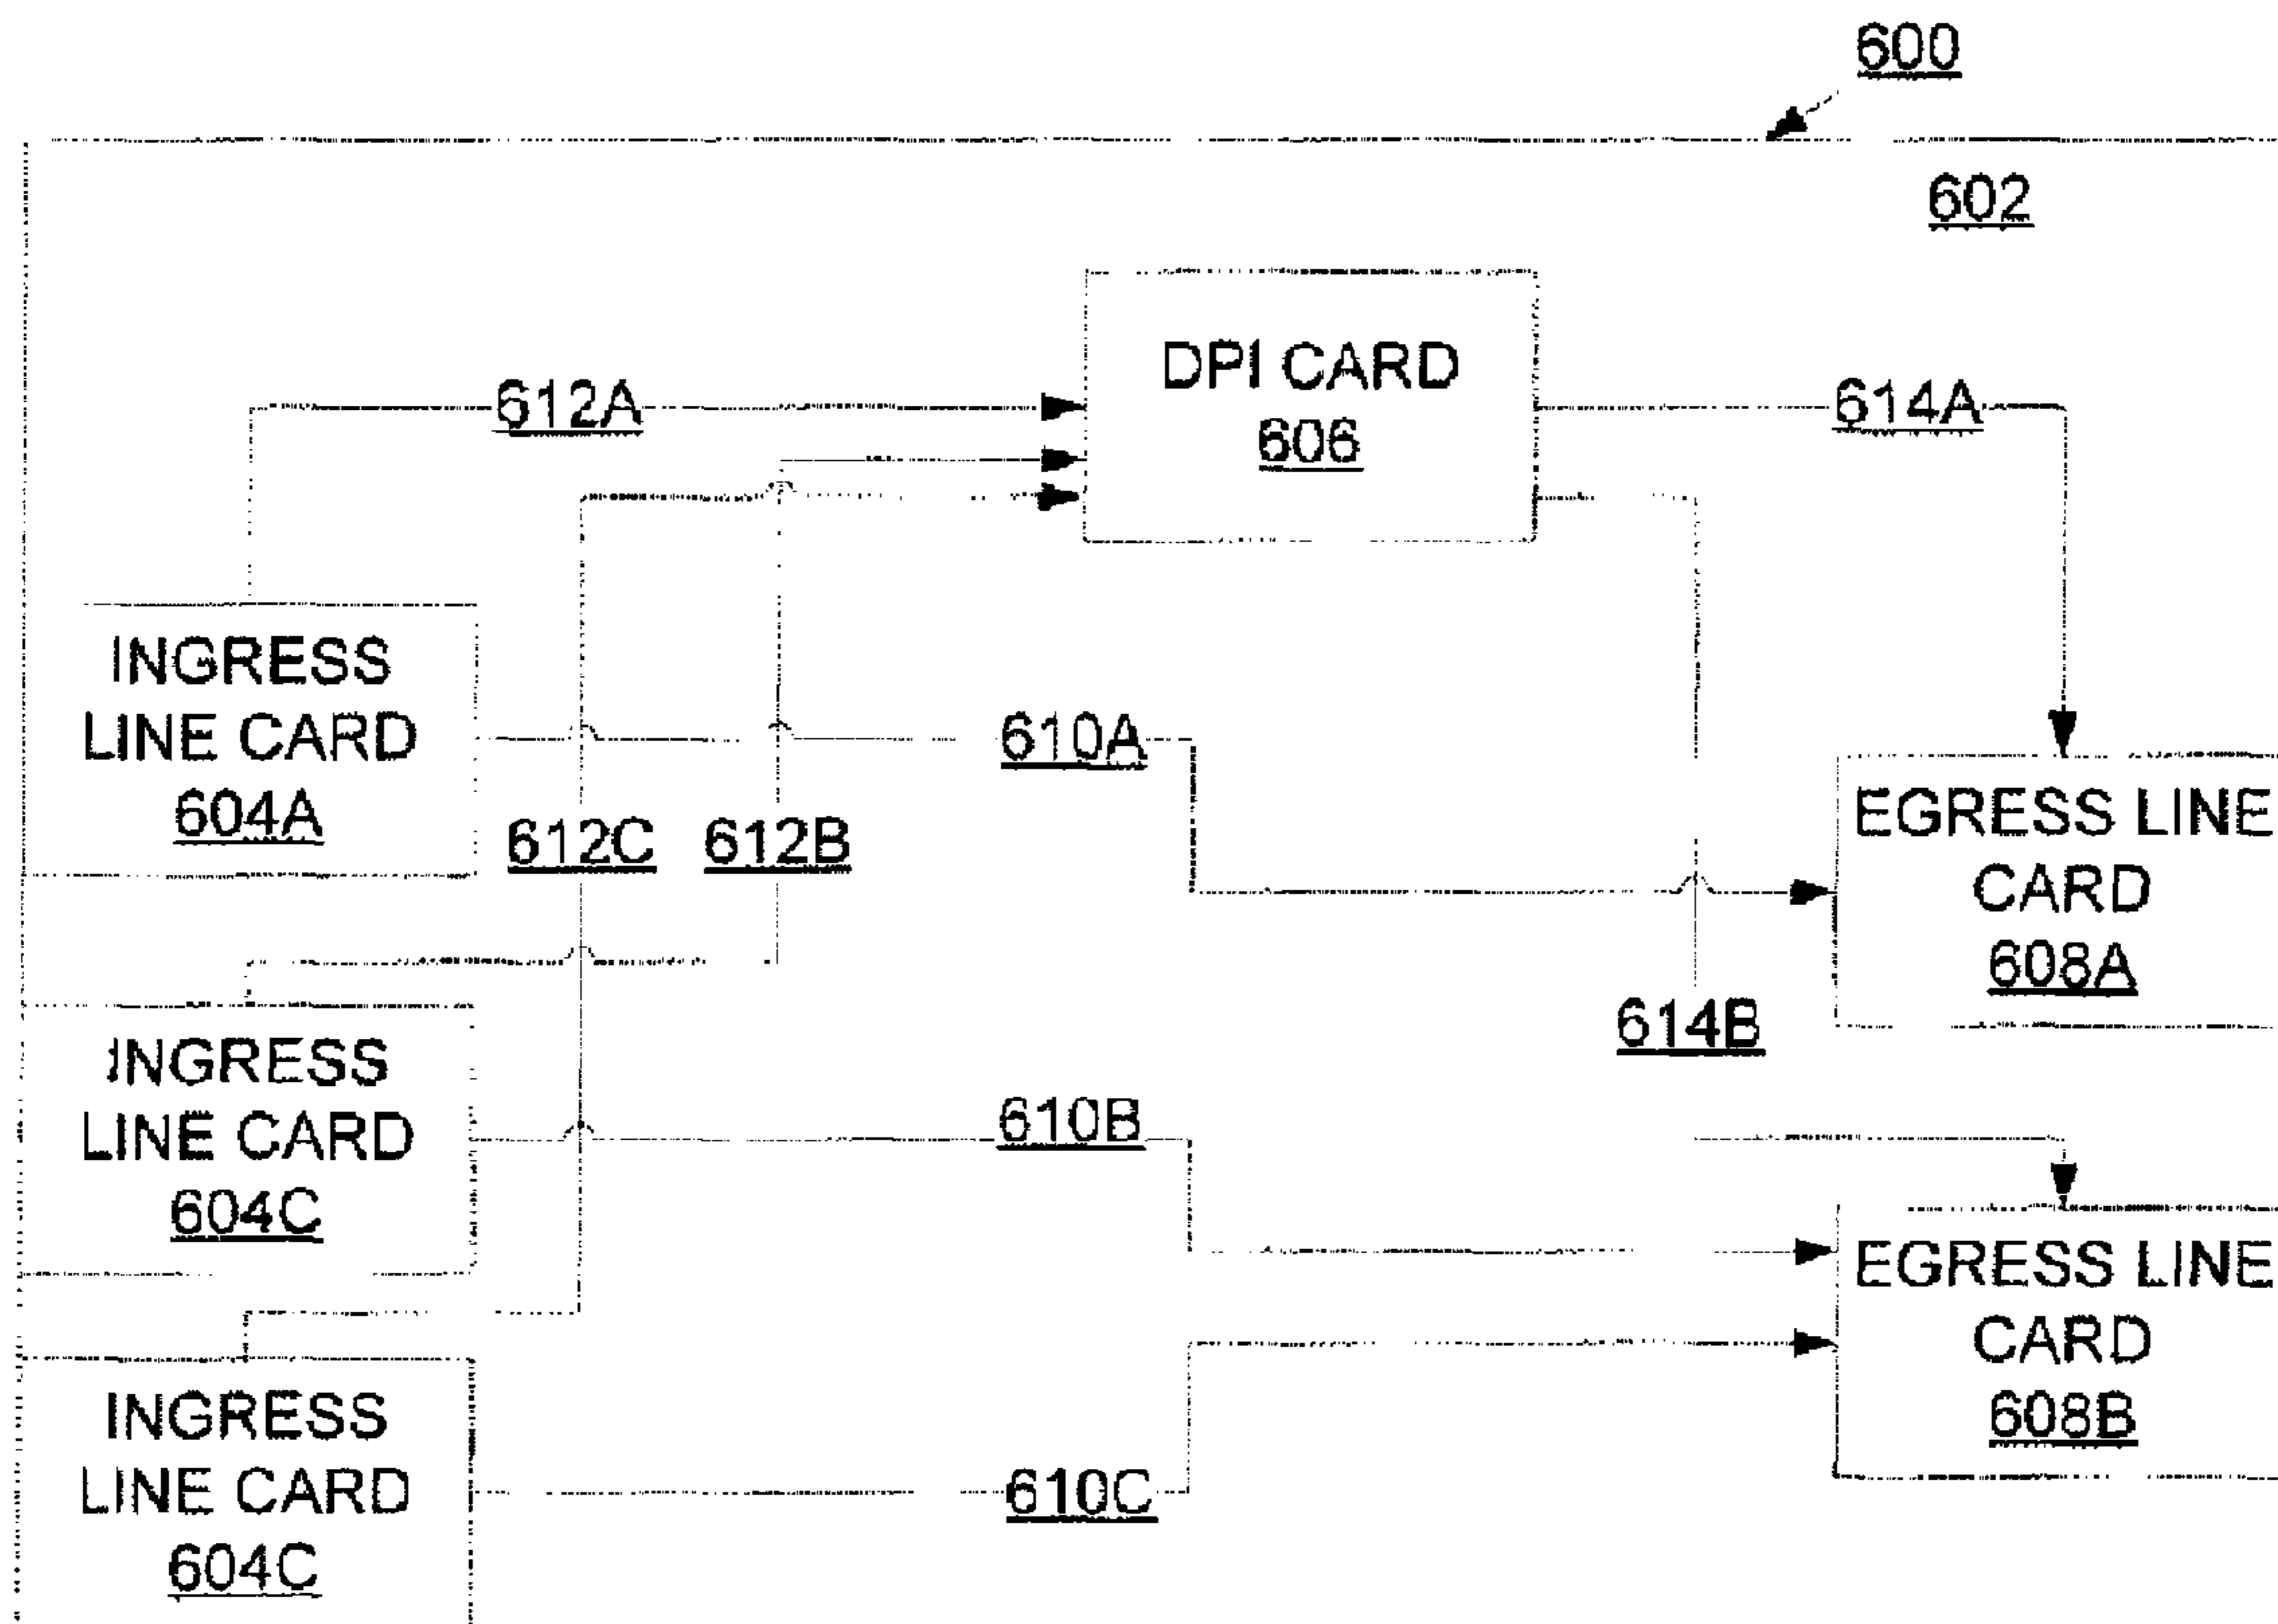 600
602
DPI CARD
606
612A
614A
INGRESS
LINE CARD
604A
610A
612C
612B
EGRESS LINE
CARD
608A
614B
INGRESS
LINE CARD
604C
610B
EGRESS LINE
CARD
608B
INGRESS
LINE CARD
604C
610C